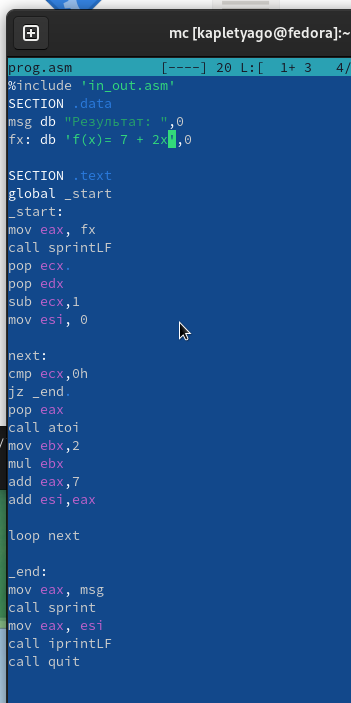 mc [kapletyago@fedora]:~
prog.asm [----] 20 L:[ 1+ 3 4/
%include 'in_out.asm'
SECTION .data
msg db "Результат: ",0
fx: db 'f(x)= 7 + 2x',0
SECTION .text
global _start
_start:
mov eax, fx
call sprintLF
pop ecx.
pop edx
sub ecx,1
mov esi, 0
next:
cmp ecx,0h
jz _end.
pop eax
call atoi
mov ebx,2
mul ebx
add eax,7
add esi,eax
loop next
_end:
mov eax, msg
call sprint
mov eax, esi
call iprintLF
call quit